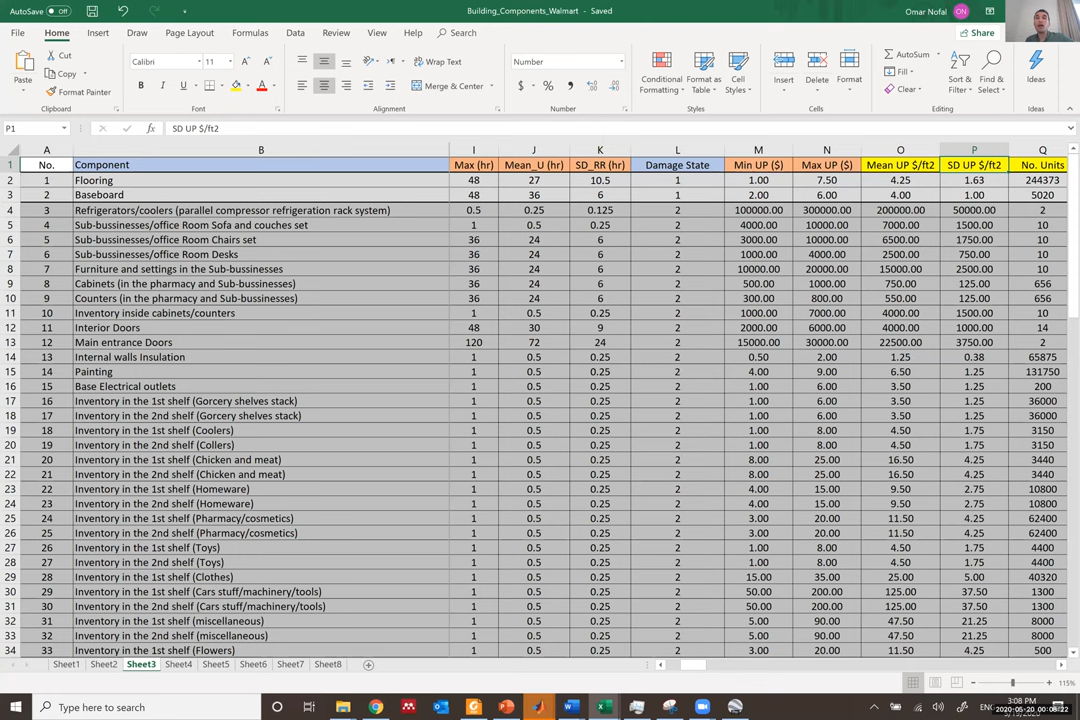 AutoSave Off
Building_Components_Walmart - Saved
Omar Nofal ON
File Home Insert Draw Page Layout Formulas Data Review View Help Search Share
Paste Cut Copy Format Painter Clipboard
Calibri 11 B I U Font
Wrap Text Merge & Center Alignment
Number $ % Number
Conditional Formatting Format as Table Cell Styles Styles
Insert Delete Format Cells
AutoSum Fill Clear Sort & Filter Find & Select Editing
Ideas Ideas
P1 fx SD UP $/ft2
A B I J K L M N O P Q
1 No. Component Max (hr) Mean_U (hr) SD_RR (hr) Damage State Min UP ($) Max UP ($) Mean UP $/ft2 SD UP $/ft2 No. Units
2 1 Flooring 48 27 10.5 1 1.00 7.50 4.25 1.63 244373
3 2 Baseboard 48 36 6 1 2.00 6.00 4.00 1.00 5020
4 3 Refrigerators/coolers (parallel compressor refrigeration rack system) 0.5 0.25 0.125 2 100000.00 300000.00 200000.00 50000.00 2
5 4 Sub-bussinesses/office Room Sofa and couches set 1 0.5 0.25 2 4000.00 10000.00 7000.00 1500.00 10
6 5 Sub-bussinesses/office Room Chairs set 36 24 6 2 3000.00 10000.00 6500.00 1750.00 10
7 6 Sub-bussinesses/office Room Desks 36 24 6 2 1000.00 4000.00 2500.00 750.00 10
8 7 Furniture and settings in the Sub-bussinesses 36 24 6 2 10000.00 20000.00 15000.00 2500.00 10
9 8 Cabinets (in the pharmacy and Sub-bussinesses) 36 24 6 2 500.00 1000.00 750.00 125.00 656
10 9 Counters (in the pharmacy and Sub-bussinesses) 36 24 6 2 300.00 800.00 550.00 125.00 656
11 10 Inventory inside cabinets/counters 1 0.5 0.25 2 1000.00 7000.00 4000.00 1500.00 10
12 11 Interior Doors 48 30 9 2 2000.00 6000.00 4000.00 1000.00 14
13 12 Main entrance Doors 120 72 24 2 15000.00 30000.00 22500.00 3750.00 2
14 13 Internal walls Insulation 1 0.5 0.25 2 0.50 2.00 1.25 0.38 65875
15 14 Painting 1 0.5 0.25 2 4.00 9.00 6.50 1.25 131750
16 15 Base Electrical outlets 1 0.5 0.25 2 1.00 6.00 3.50 1.25 200
17 16 Inventory in the 1st shelf (Gorcery shelves stack) 1 0.5 0.25 2 1.00 6.00 3.50 1.25 36000
18 17 Inventory in the 2nd shelf (Gorcery shelves stack) 1 0.5 0.25 2 1.00 6.00 3.50 1.25 36000
19 18 Inventory in the 1st shelf (Coolers) 1 0.5 0.25 2 1.00 8.00 4.50 1.75 3150
20 19 Inventory in the 2nd shelf (Collers) 1 0.5 0.25 2 1.00 8.00 4.50 1.75 3150
21 20 Inventory in the 1st shelf (Chicken and meat) 1 0.5 0.25 2 8.00 25.00 16.50 4.25 3440
22 21 Inventory in the 2nd shelf (Chicken and meat) 1 0.5 0.25 2 8.00 25.00 16.50 4.25 3440
23 22 Inventory in the 1st shelf (Homeware) 1 0.5 0.25 2 4.00 15.00 9.50 2.75 10800
24 23 Inventory in the 2nd shelf (Homeware) 1 0.5 0.25 2 4.00 15.00 9.50 2.75 10800
25 24 Inventory in the 1st shelf (Pharmacy/cosmetics) 1 0.5 0.25 2 3.00 20.00 11.50 4.25 62400
26 25 Inventory in the 2nd shelf (Pharmacy/cosmetics) 1 0.5 0.25 2 3.00 20.00 11.50 4.25 62400
27 26 Inventory in the 1st shelf (Toys) 1 0.5 0.25 2 1.00 8.00 4.50 1.75 4400
28 27 Inventory in the 2nd shelf (Toys) 1 0.5 0.25 2 1.00 8.00 4.50 1.75 4400
29 28 Inventory in the 1st shelf (Clothes) 1 0.5 0.25 2 15.00 35.00 25.00 5.00 40320
30 29 Inventory in the 1st shelf (Cars stuff/machinery/tools) 1 0.5 0.25 2 50.00 200.00 125.00 37.50 1300
31 30 Inventory in the 2nd shelf (Cars stuff/machinery/tools) 1 0.5 0.25 2 50.00 200.00 125.00 37.50 1300
32 31 Inventory in the 1st shelf (miscellaneous) 1 0.5 0.25 2 5.00 90.00 47.50 21.25 8000
33 32 Inventory in the 2nd shelf (miscellaneous) 1 0.5 0.25 2 5.00 90.00 47.50 21.25 8000
34 33 Inventory in the 1st shelf (Flowers) 1 0.5 0.25 2 3.00 20.00 11.50 4.25 500
Sheet1 Sheet2 Sheet3 Sheet4 Sheet5 Sheet6 Sheet7 Sheet8
115%
Type here to search
3:08 PM
2020-05-20 00:06:22